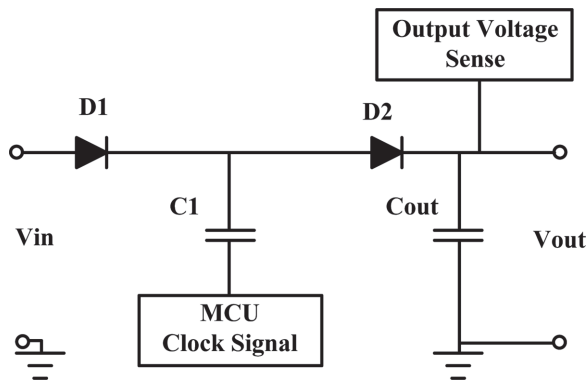 Output Voltage
Sense
D1
D2
C1
Cout
Vin
Vout
MCU
Clock Signal